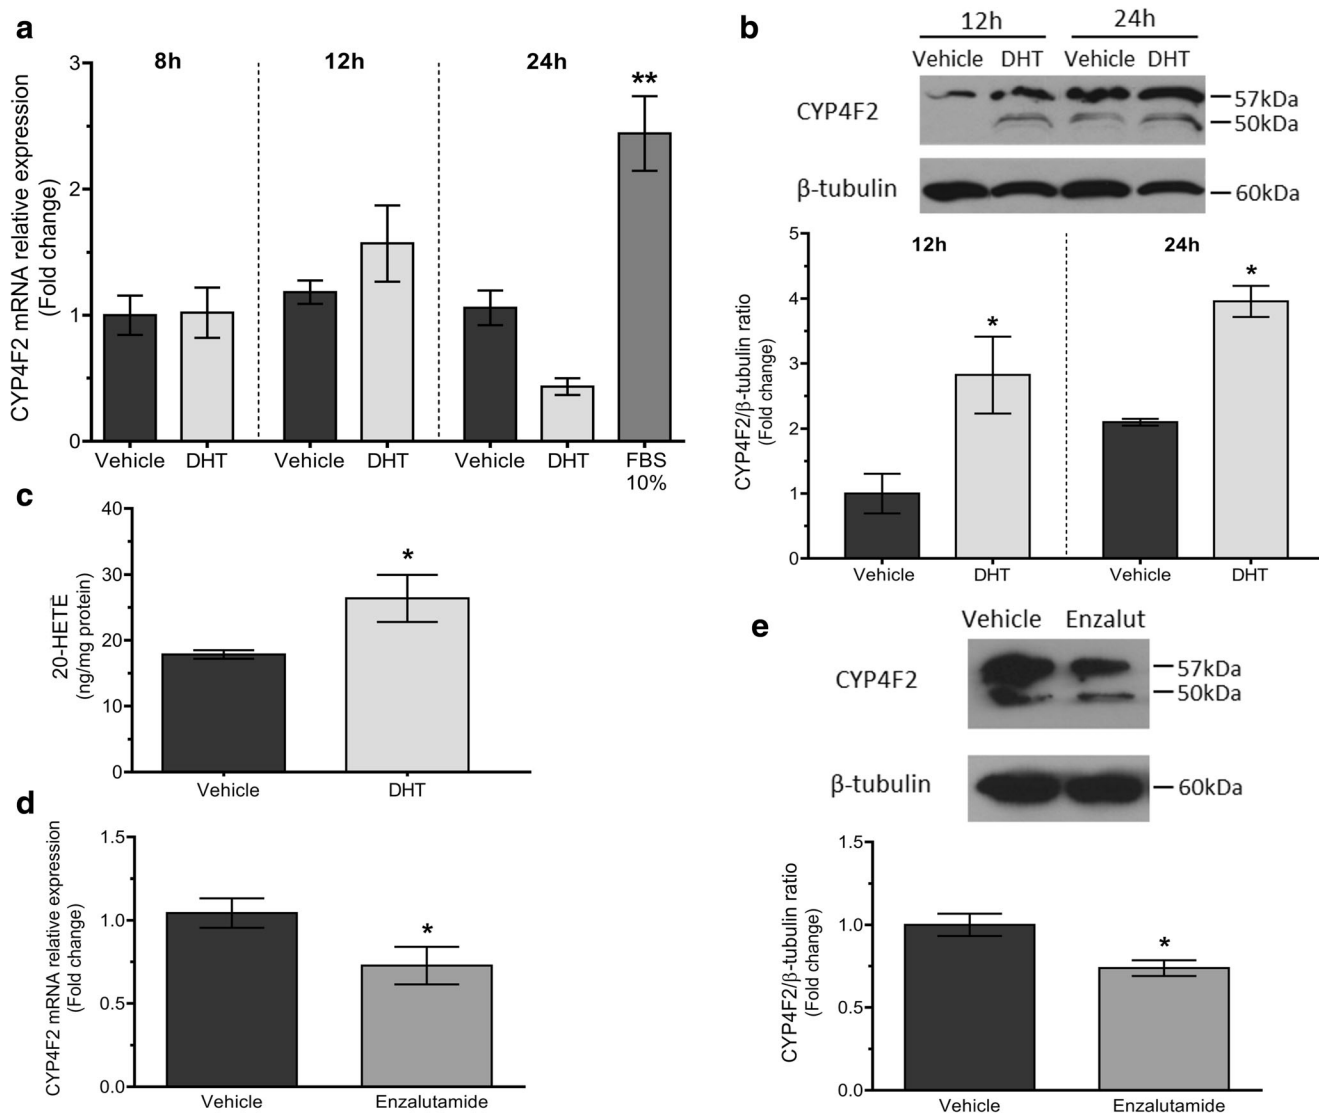 a
8h 12h 24h
**
CYP4F2 mRNA relative expression
(Fold change)
3
2
1
0
Vehicle DHT Vehicle DHT Vehicle DHT FBS
10%
b
12h 24h
Vehicle DHT Vehicle DHT
CYP4F2
57kDa
50kDa
β-tubulin
60kDa
12h 24h
* *
CYP4F2/β-tubulin ratio
(Fold change)
5
4
3
2
1
0
Vehicle DHT Vehicle DHT
c
*
20-HETE
(ng/mg protein)
40
30
20
10
0
Vehicle DHT
d
*
CYP4F2 mRNA relative expression
(Fold change)
1.5
1.0
0.5
0.0
Vehicle Enzalutamide
e
Vehicle Enzalut
CYP4F2
57kDa
50kDa
β-tubulin
60kDa
*
CYP4F2/β-tubulin ratio
(Fold change)
1.5
1.0
0.5
0.0
Vehicle Enzalutamide